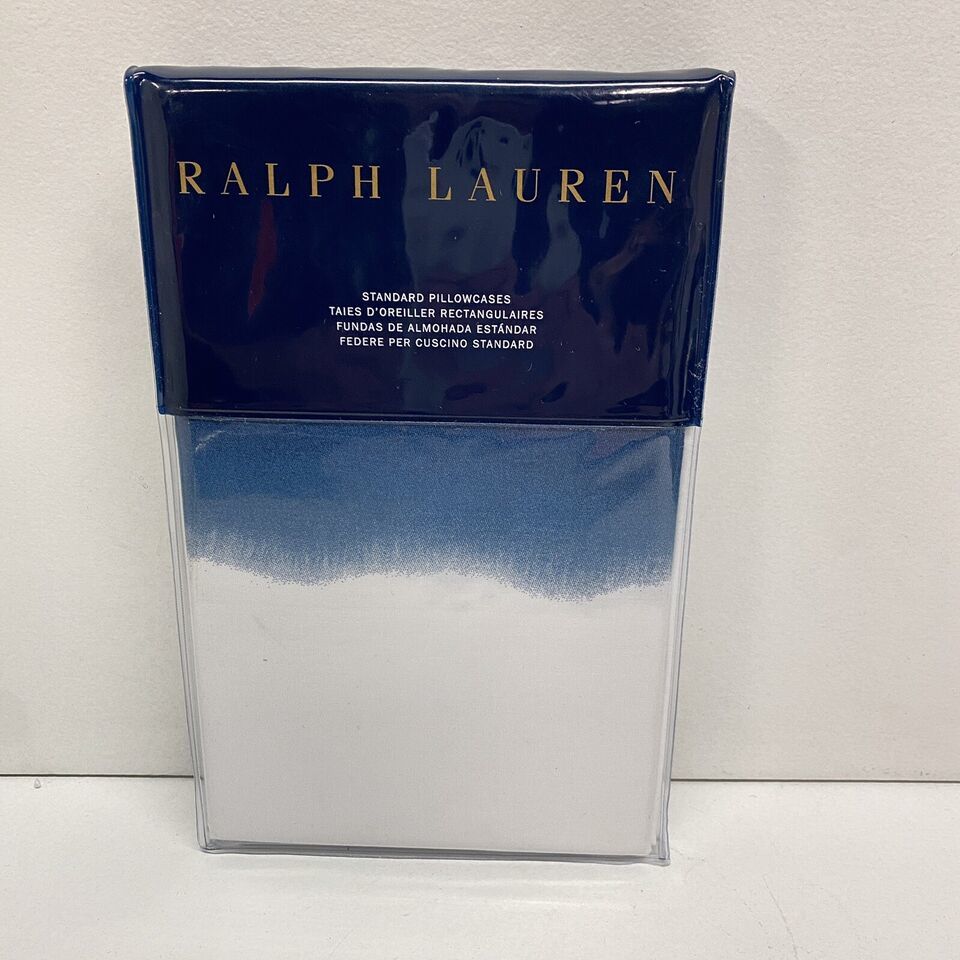 RALPH LAUREN
STANDARD PILLOWCASES
TAIES D'OREILLER RECTANGULAIRES
FUNDAS DE ALMOHADA ESTÁNDAR
FEDERE PER CUSCINO STANDARD